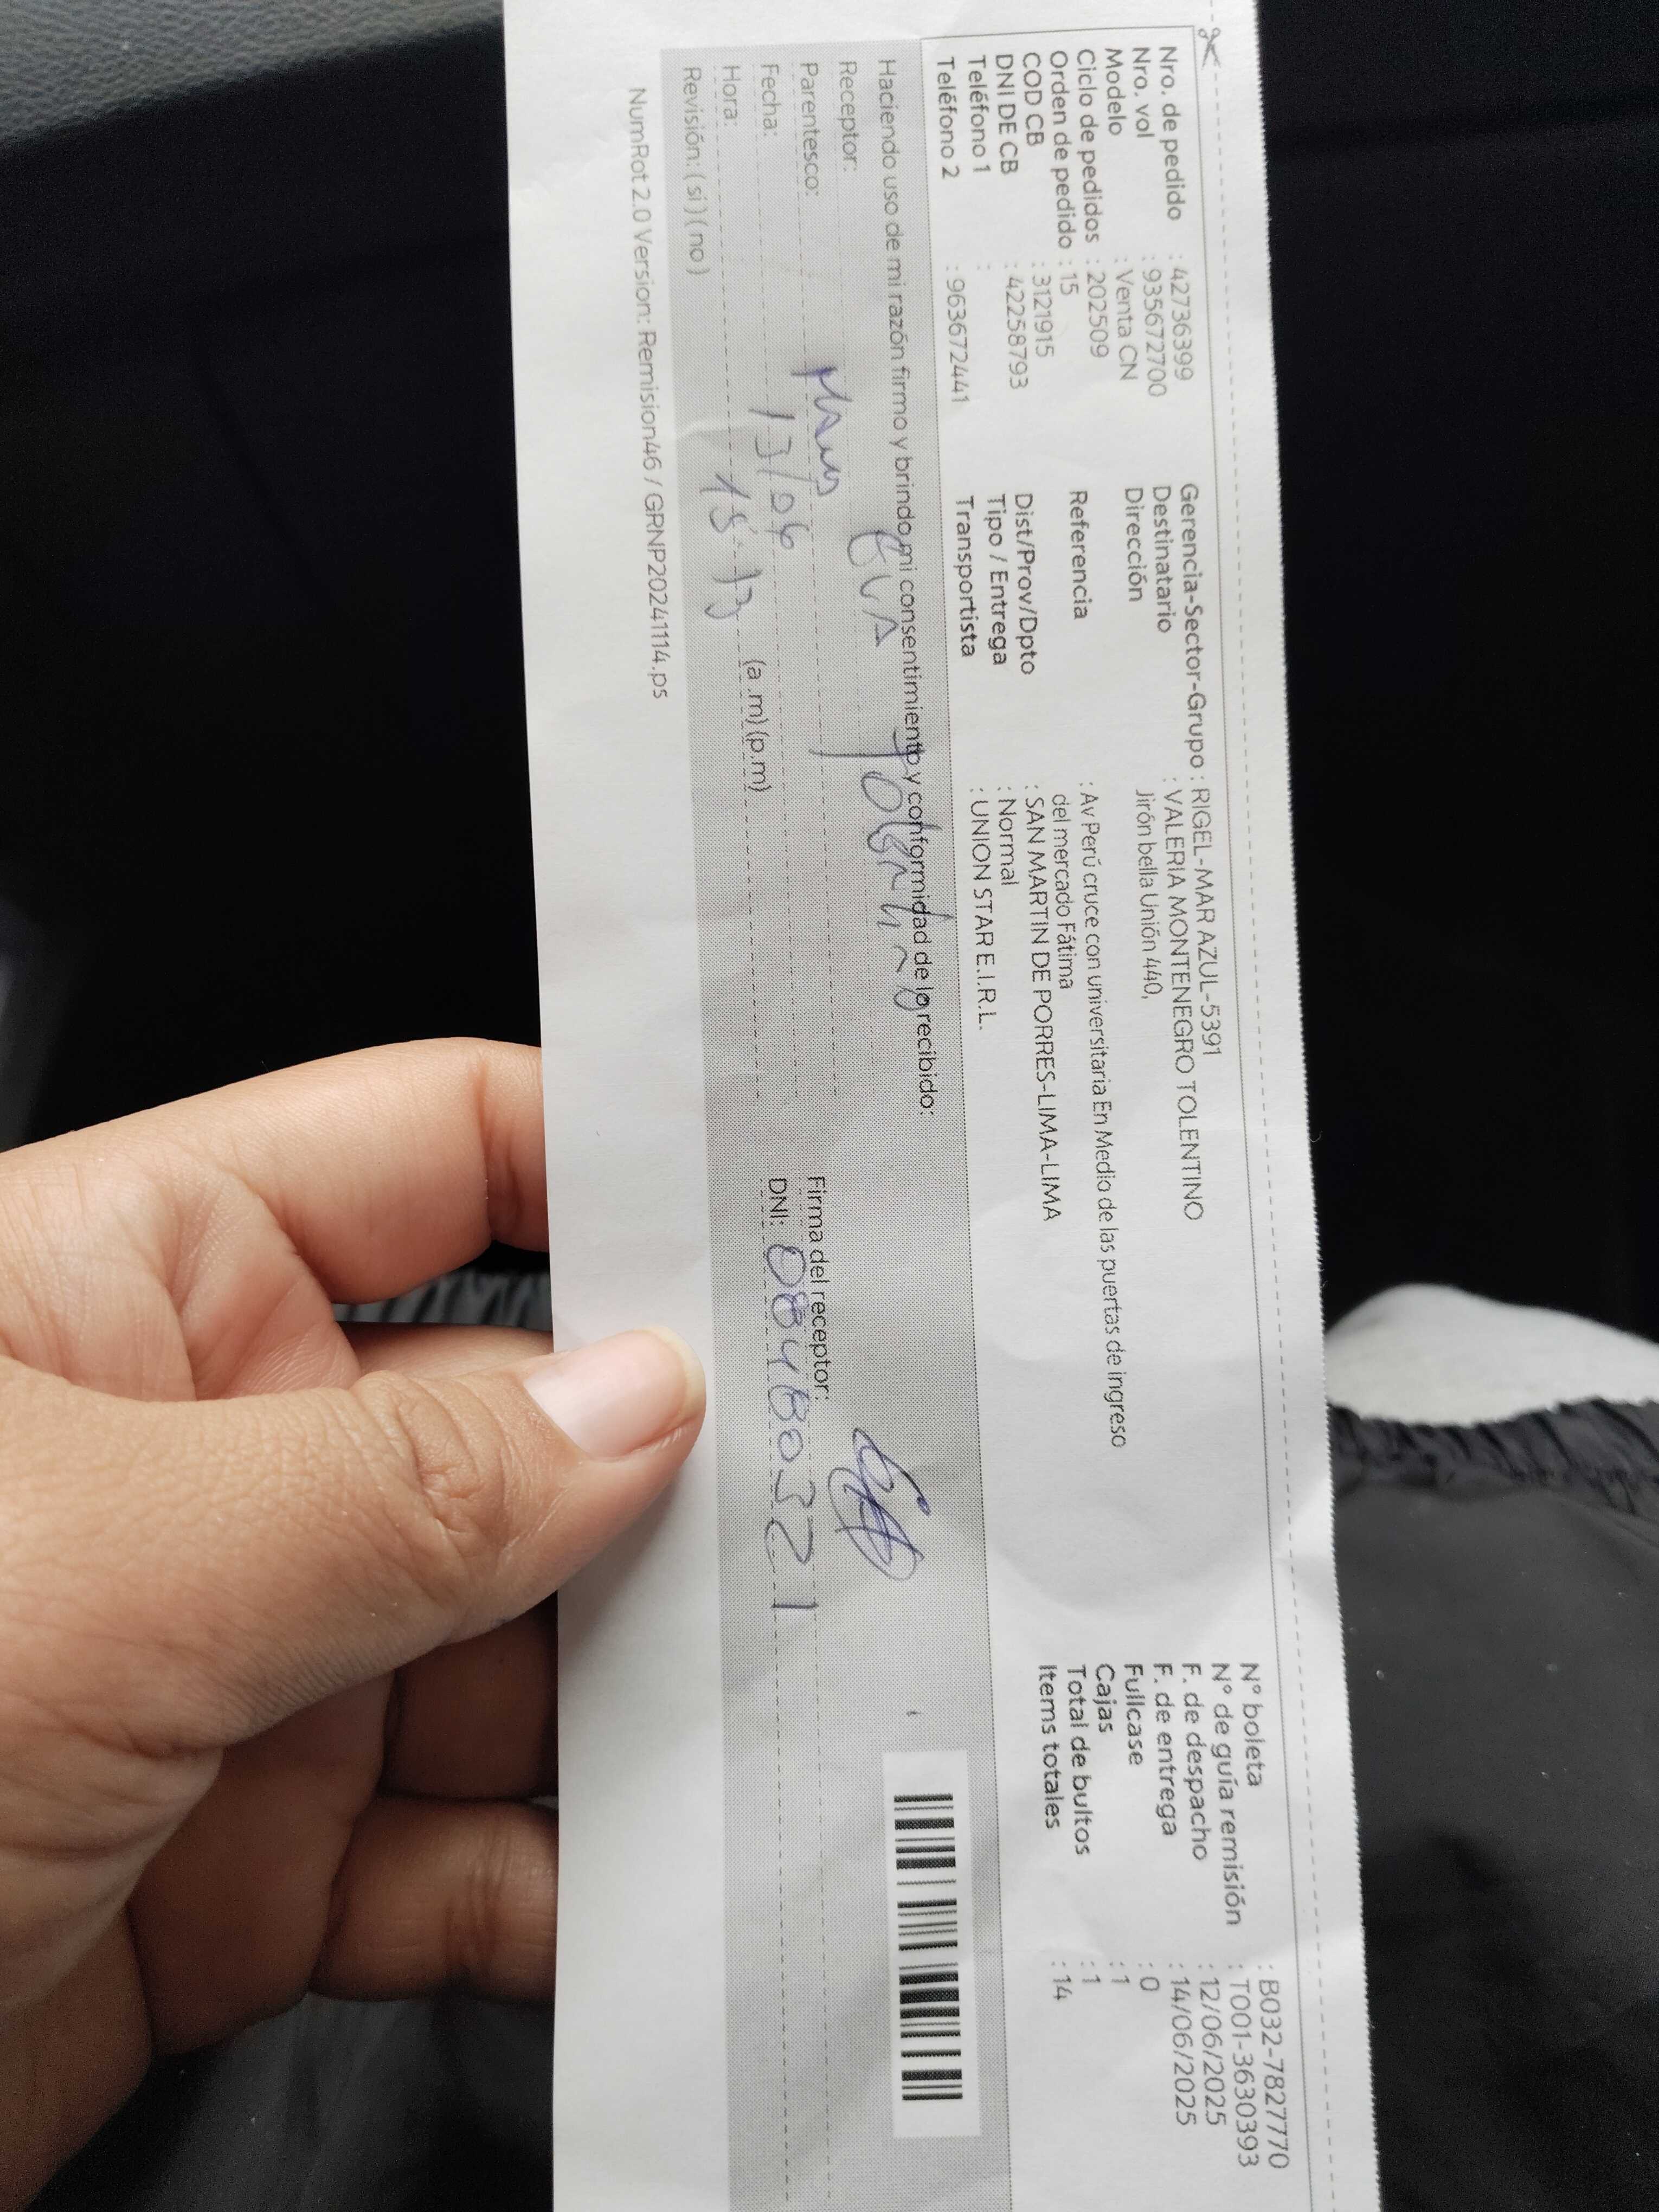 Nro. de pedido : 42736399
Nro. vol : 935672700
Modelo : Venta CN
Ciclo de pedidos : 202509
Orden de pedido : 15
COD CB : 3121915
DNI DE CB : 42258793
Teléfono 1 :
Teléfono 2 : 963672441
Gerencia-Sector-Grupo : RIGEL-MAR AZUL-5391
Destinatario : VALERIA MONTENEGRO TOLENTINO
Dirección Jirón bella Unión 440,
Referencia : Av Perú cruce con universitaria En Medio de las puertas de ingreso
del mercado Fátima
Dist/Prov/Dpto : SAN MARTIN DE PORRES-LIMA-LIMA
Tipo / Entrega : Normal
Transportista : UNION STAR E.I.R.L.
N° boleta : B032-7827770
N° de guía remisión : T001-3630393
F. de despacho : 12/06/2025
F. de entrega : 14/06/2025
Fullcase : 0
Cajas : 1
Total de bultos : 1
Items totales : 14
Haciendo uso de mi razón firmo y brindo mi consentimiento y conformidad de lo recibido:
Receptor: EVA
Parentesco:
Fecha: 13/06
Hora: (a .m) (p.m)
Revisión: ( si ) ( no )
Firma del receptor:
DNI: 08480321
NumRot 2.0 Version: Remision46 / GRNP20241114.ps